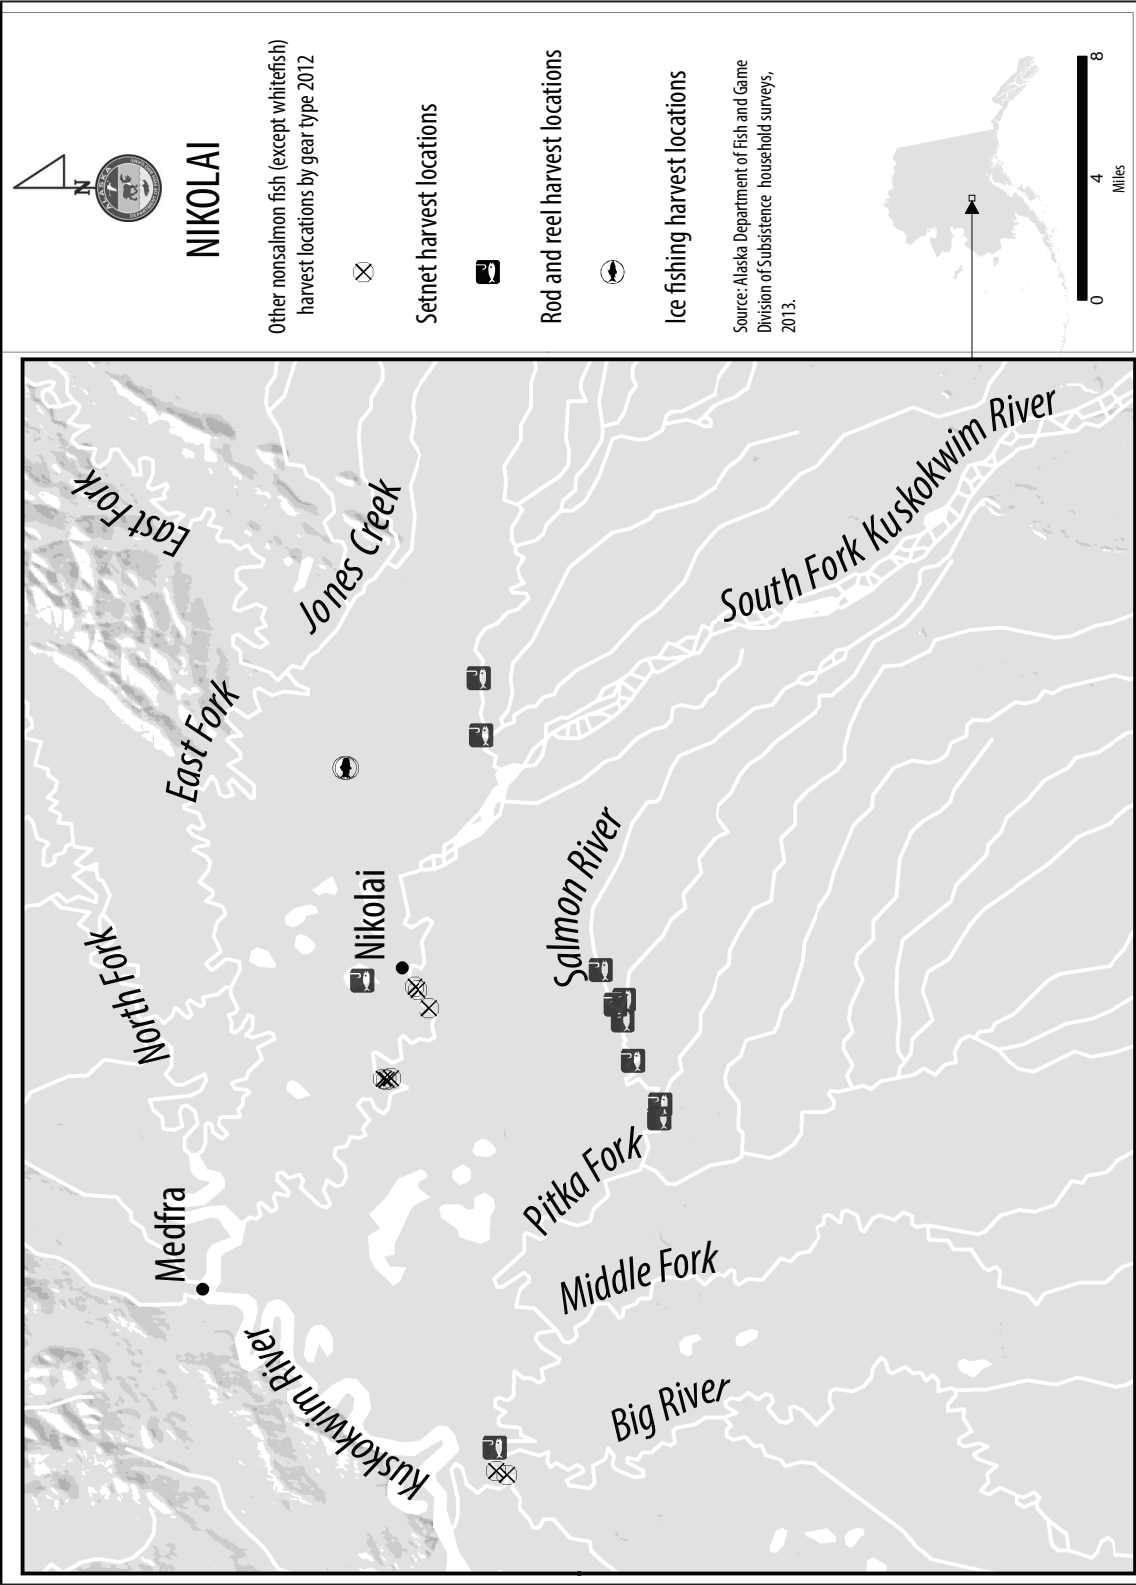 NIKOLAI
Other nonsalmon fish (except whitefish)
harvest locations by gear type 2012
Setnet harvest locations
Rod and reel harvest locations
Ice fishing harvest locations
Source: Alaska Department of Fish and Game
Division of Subsistence household surveys,
2013.
0 4 8
Miles
N
ALASKA
East Fork
Jones Creek
East Fork
South Fork Kuskokwim River
North Fork
Nikolai
Salmon River
Medfra
Pitka Fork
Middle Fork
Kuskokwim River
Big River